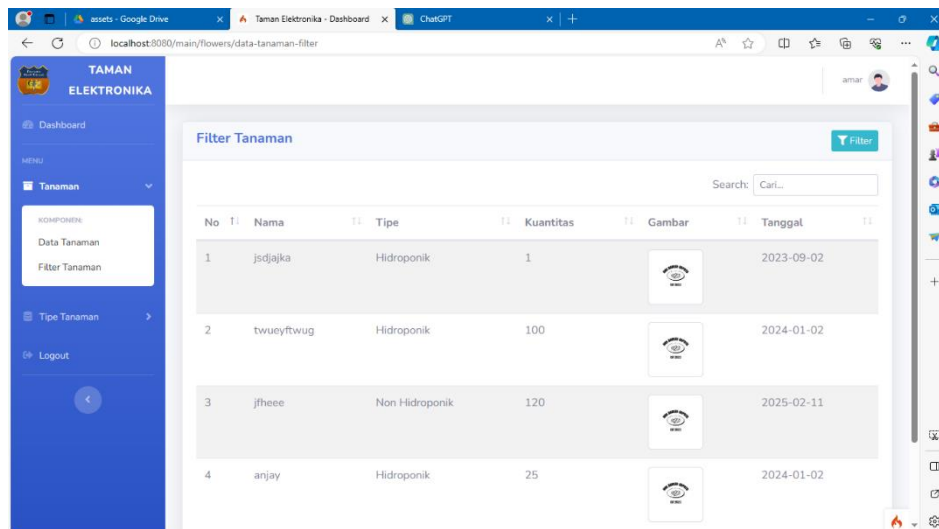 assets - Google Drive
Taman Elektronika - Dashboard
ChatGPT
localhost:8080/main/flowers/data-tanaman-filter
TAMAN
ELEKTRONIKA
amar
Dashboard
MENU
Tanaman
KOMPONEN:
Data Tanaman
Filter Tanaman
Tipe Tanaman
Logout
Filter Tanaman
Filter
Search: Cari...
No Nama Tipe Kuantitas Gambar Tanggal
1 jsdjajka Hidroponik 1 2023-09-02
2 twueyftwug Hidroponik 100 2024-01-02
3 jfheee Non Hidroponik 120 2025-02-11
4 anjay Hidroponik 25 2024-01-02